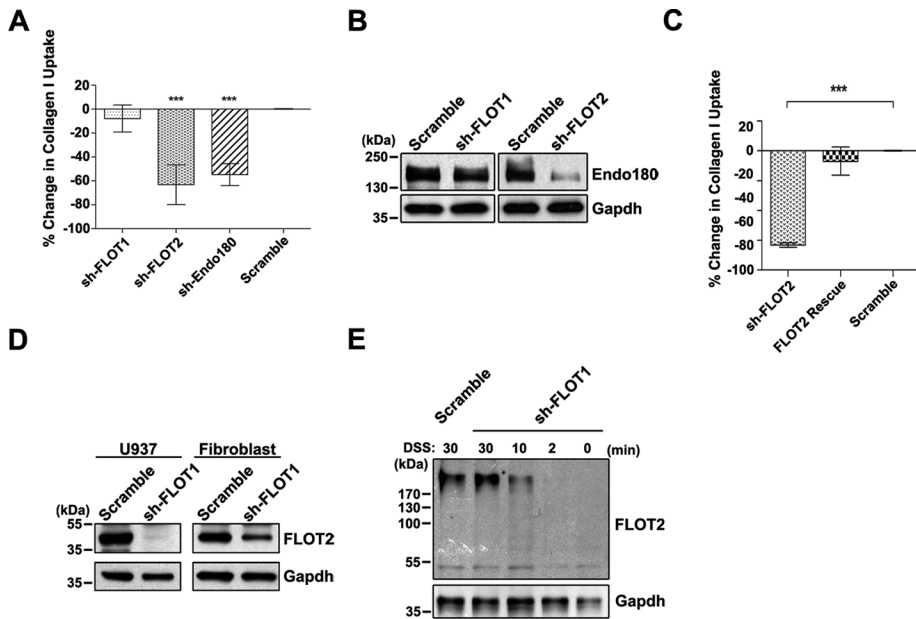 A
% Change in Collagen I Uptake
20
0
-20
-40
-60
-80
-100
*** ***
sh-FLOT1
sh-FLOT2
sh-Endo180
Scramble
B
Scramble
sh-FLOT1
Scramble
sh-FLOT2
(kDa)
250
130
35
Endo180
Gapdh
C
% Change in Collagen I Uptake
***
20
0
-20
-40
-60
-80
-100
sh-FLOT2
FLOT2 Rescue
Scramble
D
U937 Fibroblast
Scramble
sh-FLOT1
Scramble
sh-FLOT1
(kDa)
55
35
35
FLOT2
Gapdh
E
Scramble
sh-FLOT1
DSS: 30 30 10 2 0 (min)
(kDa)
170
130
100
55
35
FLOT2
Gapdh